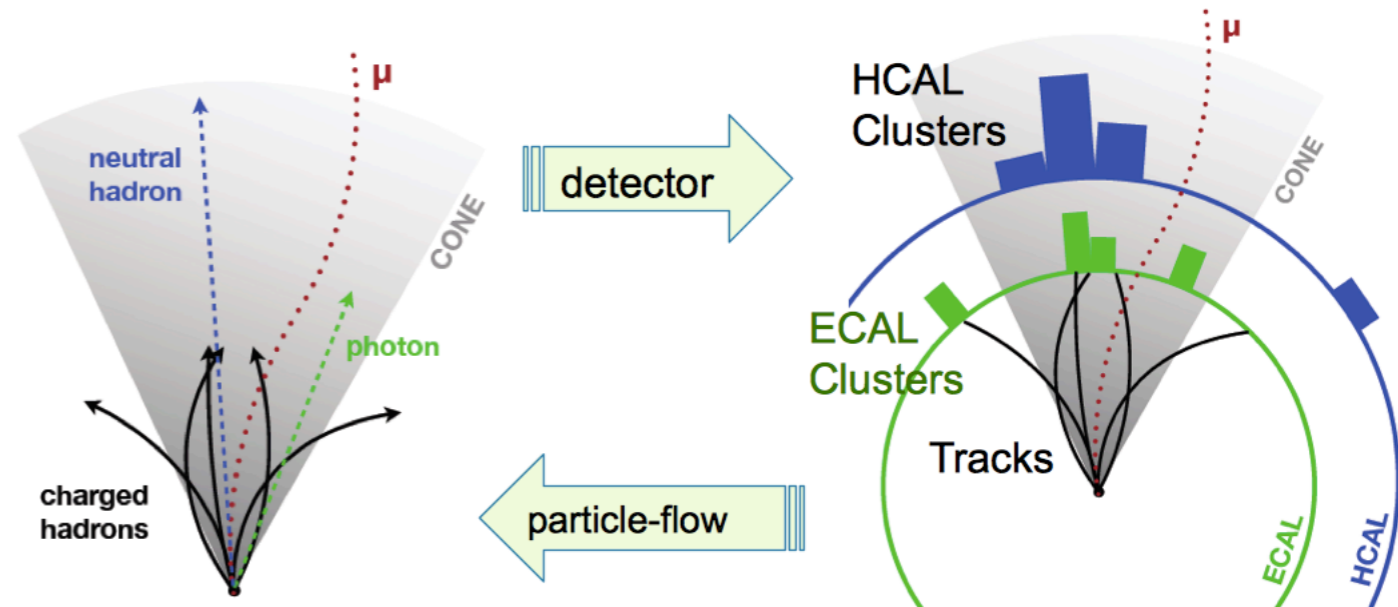 μ
neutral
hadron
CONE
photon
charged
hadrons
detector
particle-flow
μ
HCAL
Clusters
CONE
ECAL
Clusters
Tracks
ECAL
HCAL